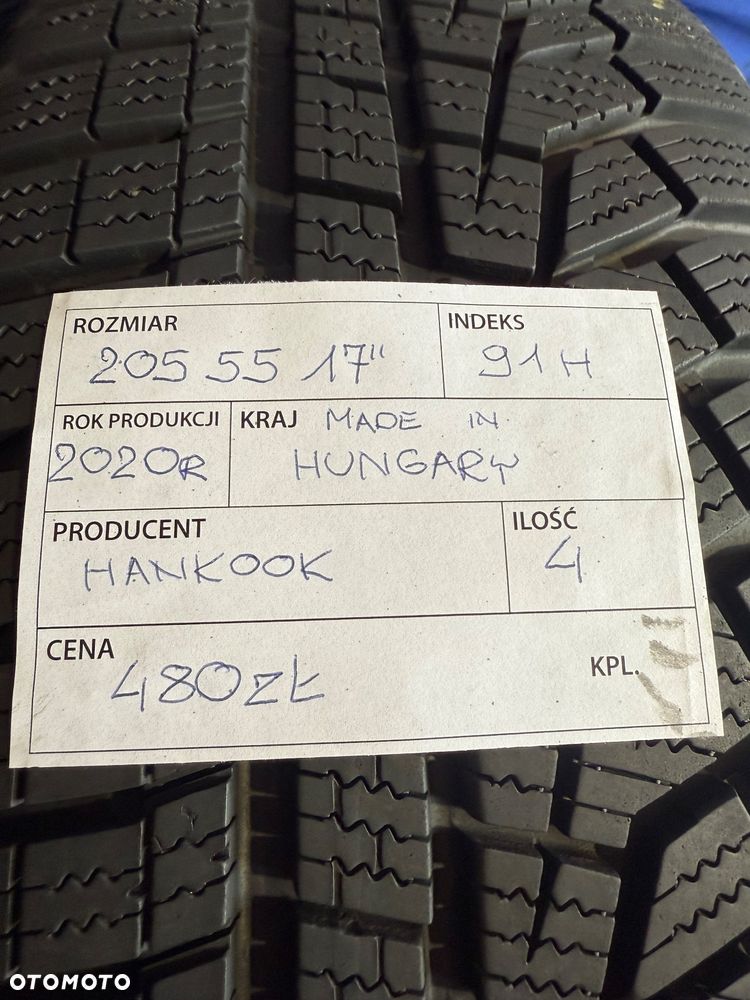 ROZMIAR
205 55 17"
INDEKS
91H
ROK PRODUKCJI
2020R
KRAJ MADE IN
HUNGARY
PRODUCENT
HANKOOK
ILOŚĆ
4
CENA
480ZŁ
KPL.
OTOMOTO